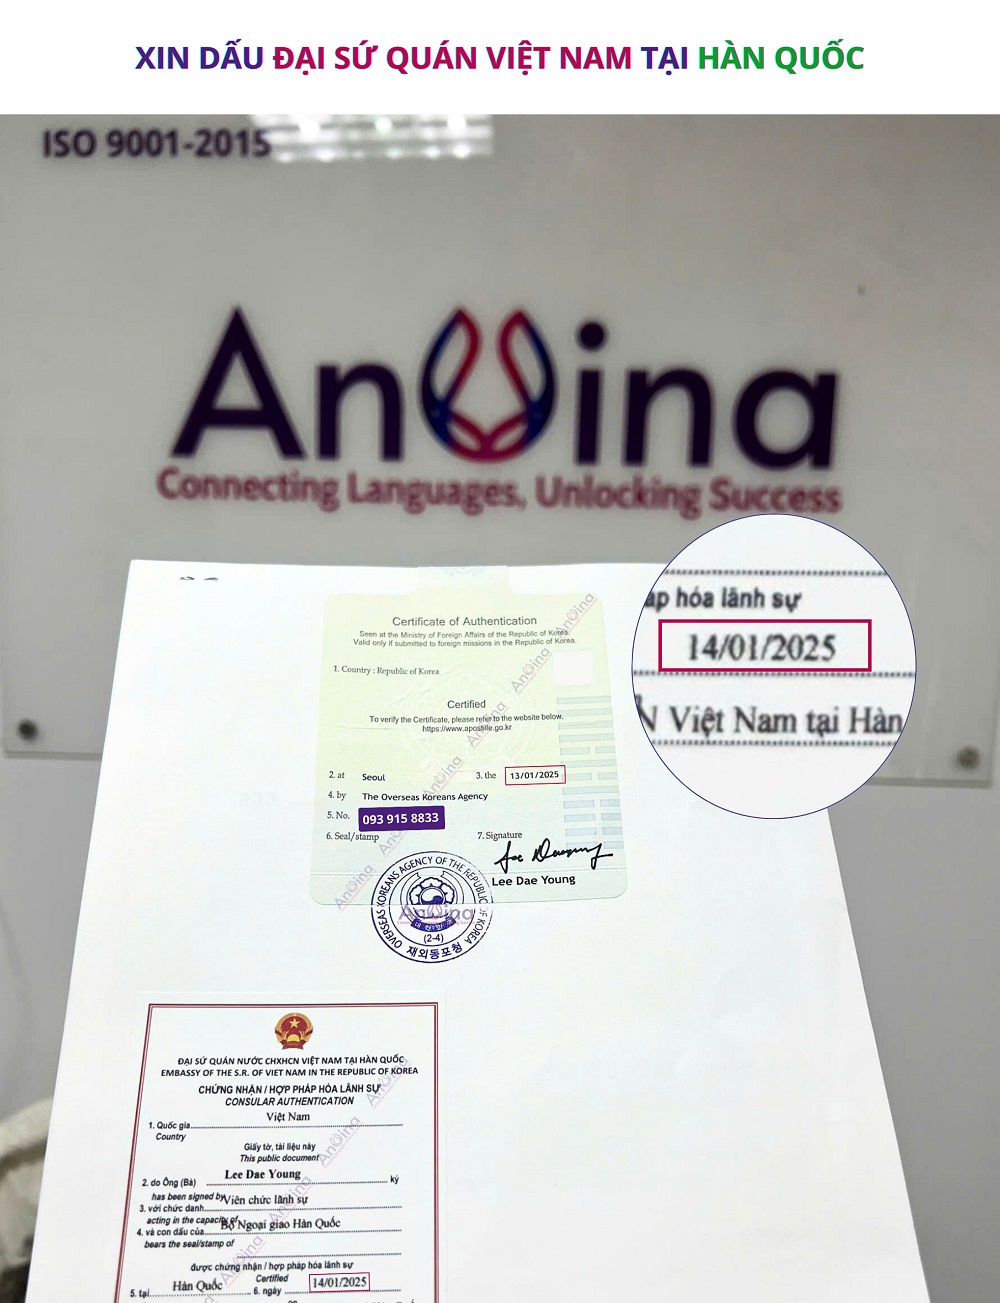 XIN DẤU ĐẠI SỨ QUÁN VIỆT NAM TẠI HÀN QUỐC
ISO 9001-2015
AnVina
Connecting Languages, Unlocking Success
áp hóa lãnh sự
14/01/2025
N Việt Nam tại Hàn
Certificate of Authentication
Seen at the Ministry of Foreign Affairs of the Republic of Korea
Valid only if submitted to foreign missions in the Republic of Korea.
1. Country : Republic of Korea
Certified
To verify the Certificate, please refer to the website below.
https://www.apostille.go.kr
2. at Seoul 3. the 13/01/2025
4. by The Overseas Koreans Agency
5. No. 093 915 8833
6. Seal/stamp 7. Signature
Lee Dae Young
OVERSEAS KOREANS AGENCY OF THE REPUBLIC OF KOREA
AnVina
(2-4)
재외동포청
ĐẠI SỨ QUÁN NƯỚC CHXHCN VIỆT NAM TẠI HÀN QUỐC
EMBASSY OF THE S.R. OF VIET NAM IN THE REPUBLIC OF KOREA
CHỨNG NHẬN / HỢP PHÁP HÓA LÃNH SỰ
CONSULAR AUTHENTICATION
1. Quốc gia Việt Nam
Country
Giấy tờ, tài liệu này
This public document
2. do Ông (Bà) Lee Dae Young ký
has been signed by
3. với chức danh Viên chức lãnh sự
acting in the capacity of
4. và con dấu của Bộ Ngoại giao Hàn Quốc
bears the seal/stamp of
được chứng nhận / hợp pháp hóa lãnh sự
Certified
5. tại Hàn Quốc 6. ngày 14/01/2025